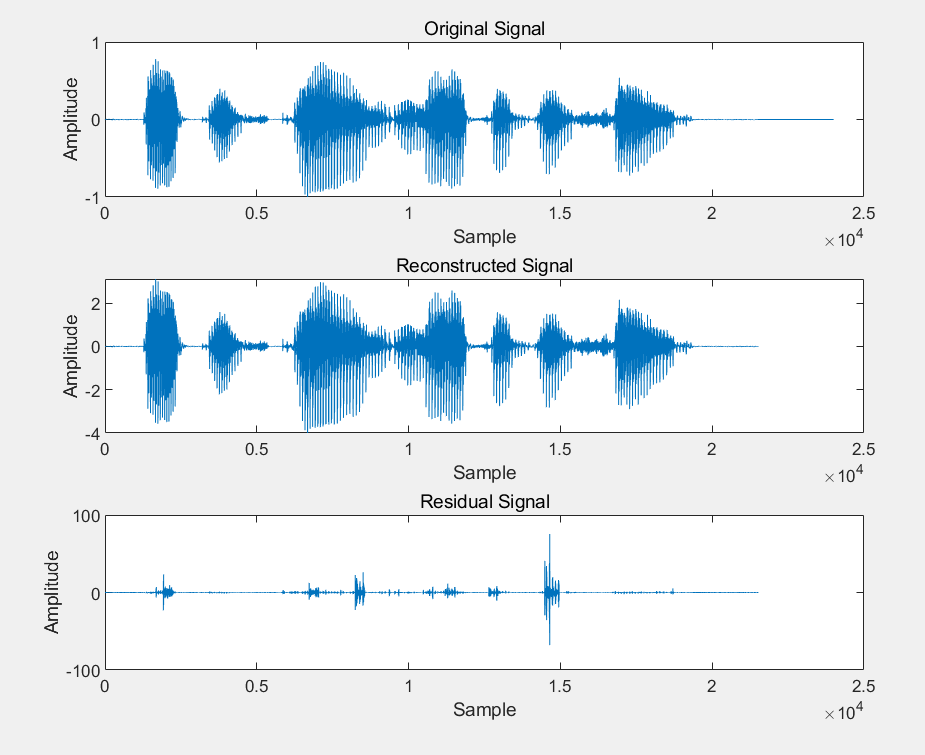 Original Signal
1
0
-1
Amplitude
0 0.5 1 1.5 2 2.5
Sample
×10^4
Reconstructed Signal
2
0
-2
-4
Amplitude
0 0.5 1 1.5 2 2.5
Sample
×10^4
Residual Signal
100
0
-100
Amplitude
0 0.5 1 1.5 2 2.5
Sample
×10^4